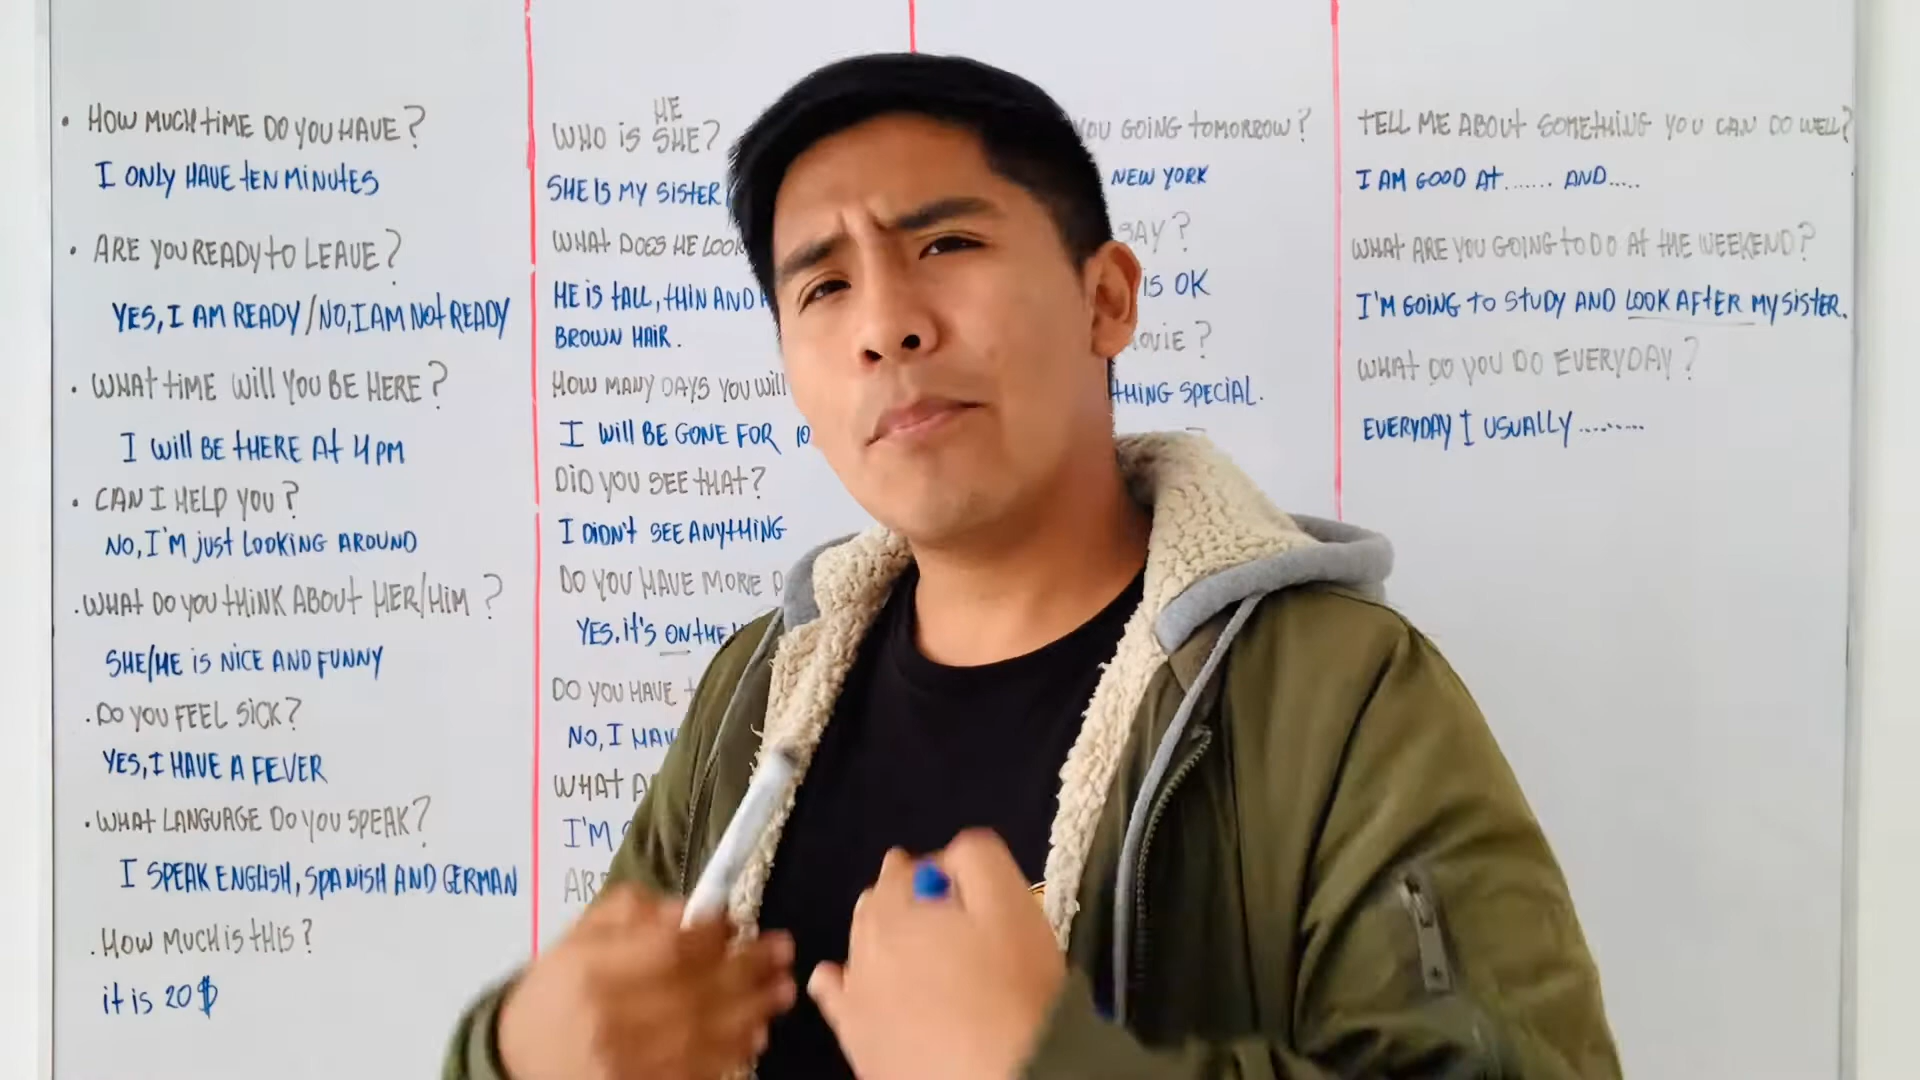 • HOW MUCH TIME DO YOU HAVE?
I ONLY HAVE TEN MINUTES
• ARE YOU READY TO LEAVE?
YES, I AM READY / NO, I AM NOT READY
• WHAT TIME WILL YOU BE HERE?
I WILL BE THERE AT 4 PM
• CAN I HELP YOU?
NO, I'M JUST LOOKING AROUND
. WHAT DO YOU THINK ABOUT HER/HIM?
SHE/HE IS NICE AND FUNNY
. DO YOU FEEL SICK?
YES, I HAVE A FEVER
. WHAT LANGUAGE DO YOU SPEAK?
I SPEAK ENGLISH, SPANISH AND GERMAN
. HOW MUCH IS THIS?
IT IS 20$
HE
WHO IS SHE?
SHE IS MY SISTER
WHAT DOES HE LOOK
HE IS TALL, THIN AND
BROWN HAIR.
HOW MANY DAYS YOU WILL
I WILL BE GONE FOR 10
DID YOU SEE THAT?
I DIDN'T SEE ANYTHING
DO YOU HAVE MORE
YES. IT'S ON THE
DO YOU HAVE
NO, I
WHAT
I'M
YOU GOING TOMORROW?
NEW YORK
SAY?
IS OK
?
THING SPECIAL.
TELL ME ABOUT SOMETHING YOU CAN DO WELL?
I AM GOOD AT....... AND.....
WHAT ARE YOU GOING TO DO AT THE WEEKEND?
I'M GOING TO STUDY AND LOOK AFTER MY SISTER.
WHAT DO YOU DO EVERYDAY?
EVERYDAY I USUALLY..........